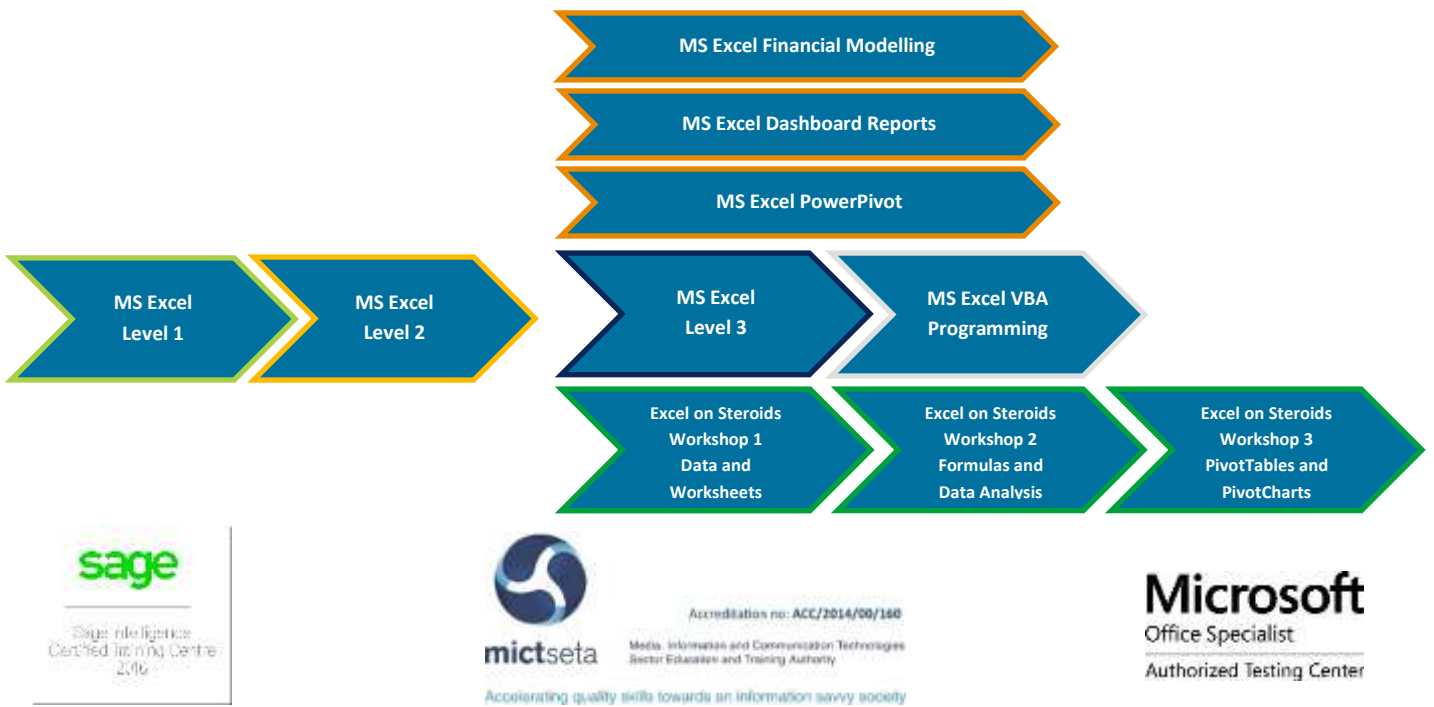 MS Excel Financial Modelling
MS Excel Dashboard Reports
MS Excel PowerPivot
MS Excel
Level 1
MS Excel
Level 2
MS Excel
Level 3
MS Excel VBA
Programming
Excel on Steroids
Workshop 1
Data and
Worksheets
Excel on Steroids
Workshop 2
Formulas and
Data Analysis
Excel on Steroids
Workshop 3
PivotTables and
PivotCharts
sage
Sage Intelligence
Certified Training Centre
2016
mictseta
Accreditation no: ACC/2014/00/160
Media, Information and Communication Technologies
Sector Education and Training Authority
Accelerating quality skills towards an information savvy society
Microsoft
Office Specialist
Authorized Testing Center